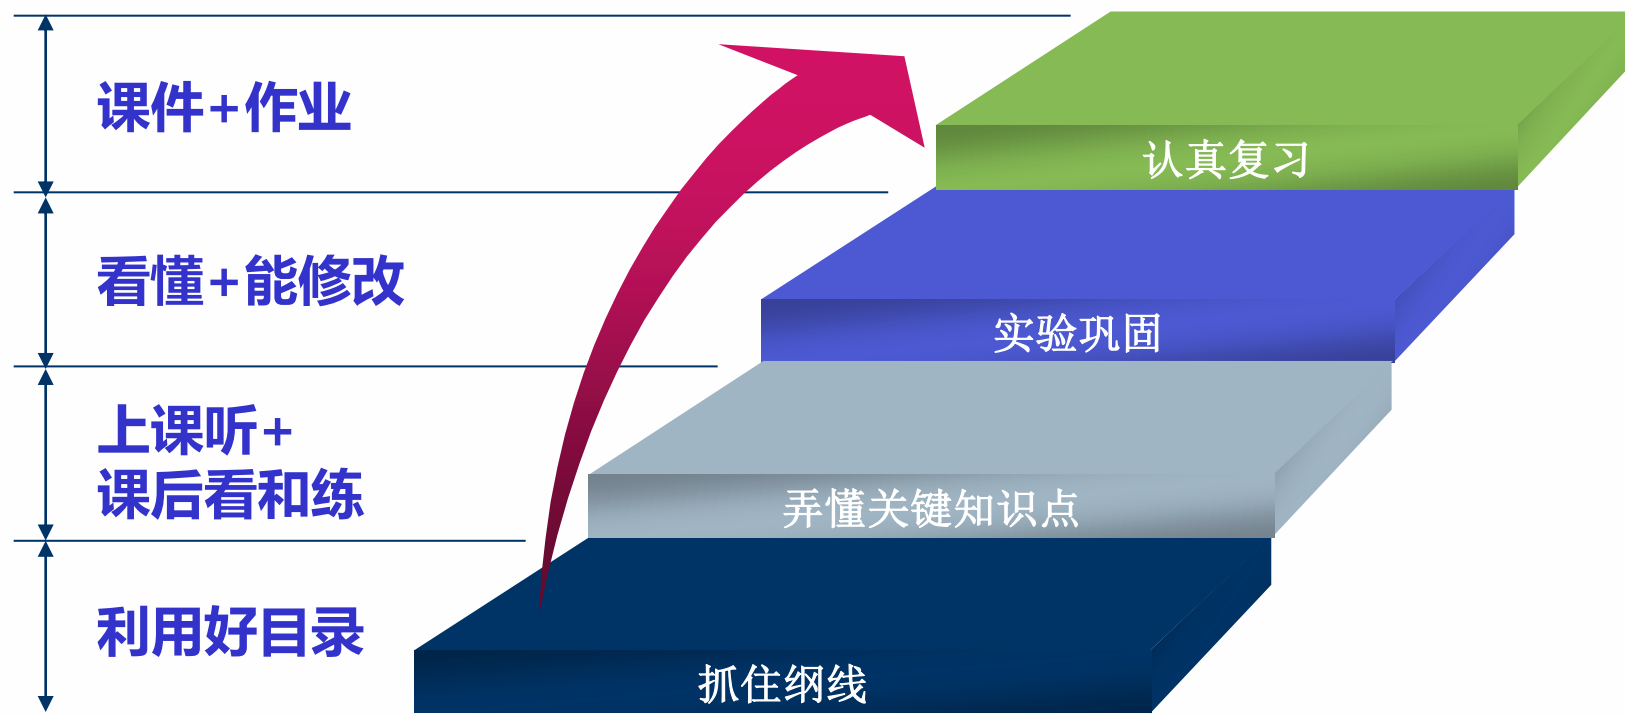 课件+作业
认真复习
看懂+能修改
实验巩固
上课听+
课后看和练
弄懂关键知识点
利用好目录
抓住纲线